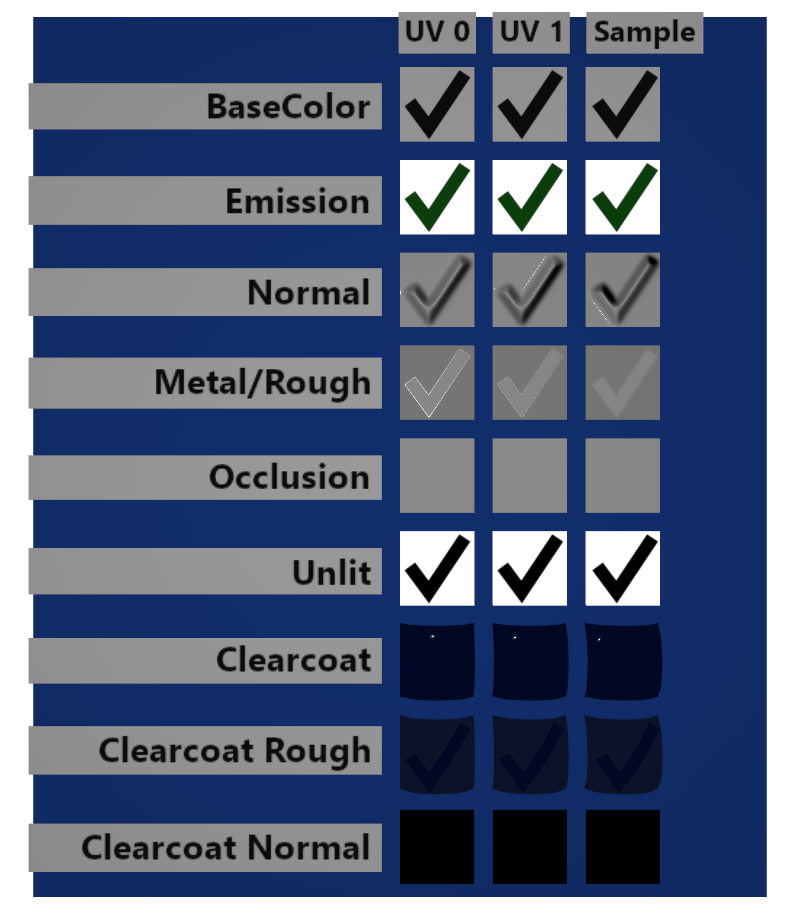 UV 0 UV 1 Sample
BaseColor
Emission
Normal
Metal/Rough
Occlusion
Unlit
Clearcoat
Clearcoat Rough
Clearcoat Normal